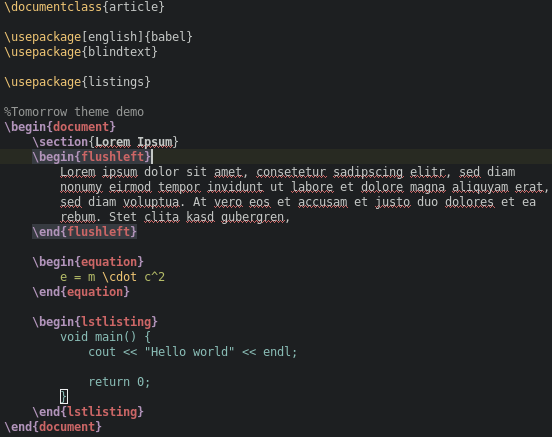 \documentclass{article}

\usepackage[english]{babel}
\usepackage{blindtext}

\usepackage{listings}

%Tomorrow theme demo
\begin{document}
    \section{Lorem Ipsum}
    \begin{flushleft}
        Lorem ipsum dolor sit amet, consetetur sadipscing elitr, sed diam
        nonumy eirmod tempor invidunt ut labore et dolore magna aliquyam erat,
        sed diam voluptua. At vero eos et accusam et justo duo dolores et ea
        rebum. Stet clita kasd gubergren,
    \end{flushleft}

    \begin{equation}
        e = m \cdot c^2
    \end{equation}

    \begin{lstlisting}
        void main() {
            cout << "Hello world" << endl;

            return 0;
        }
    \end{lstlisting}
\end{document}